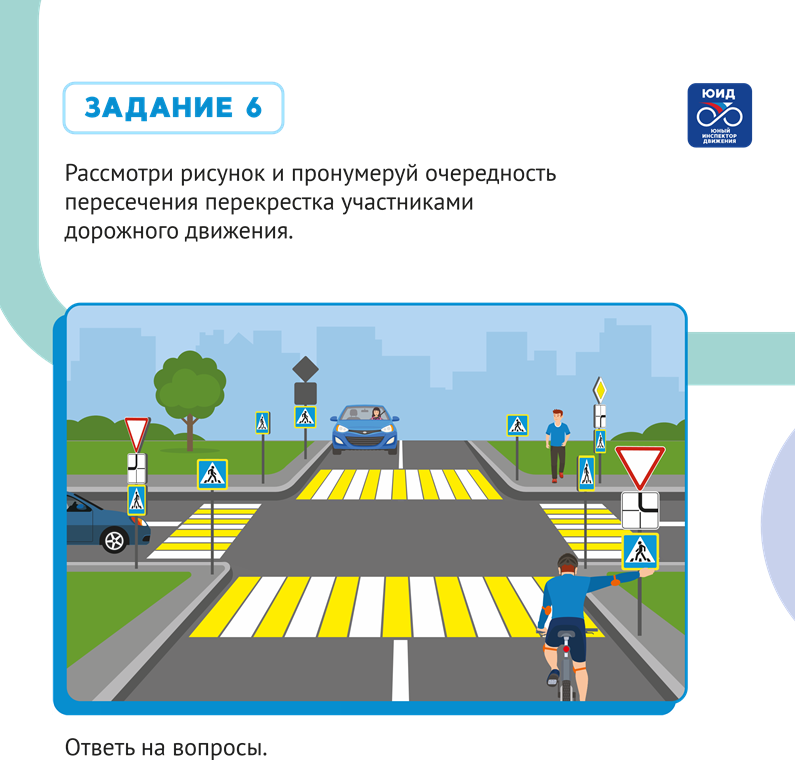 ЗАДАНИЕ 6
ЮИД
ЮНЫЙ
ИНСПЕКТОР
ДВИЖЕНИЯ
Рассмотри рисунок и пронумеруй очередность
пересечения перекрестка участниками
дорожного движения.
Ответь на вопросы.